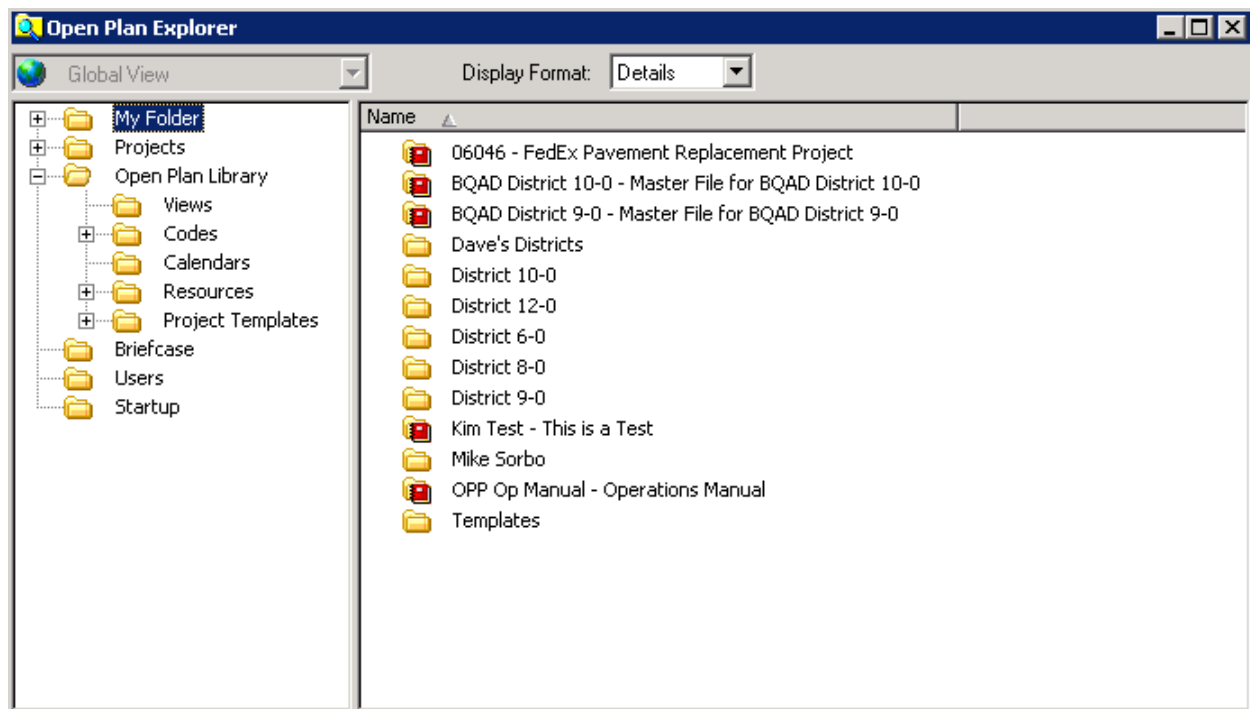 Open Plan Explorer
Global View
Display Format: Details
My Folder
Projects
Open Plan Library
Views
Codes
Calendars
Resources
Project Templates
Briefcase
Users
Startup
Name
06046 - FedEx Pavement Replacement Project
BQAD District 10-0 - Master File for BQAD District 10-0
BQAD District 9-0 - Master File for BQAD District 9-0
Dave's Districts
District 10-0
District 12-0
District 6-0
District 8-0
District 9-0
Kim Test - This is a Test
Mike Sorbo
OPP Op Manual - Operations Manual
Templates